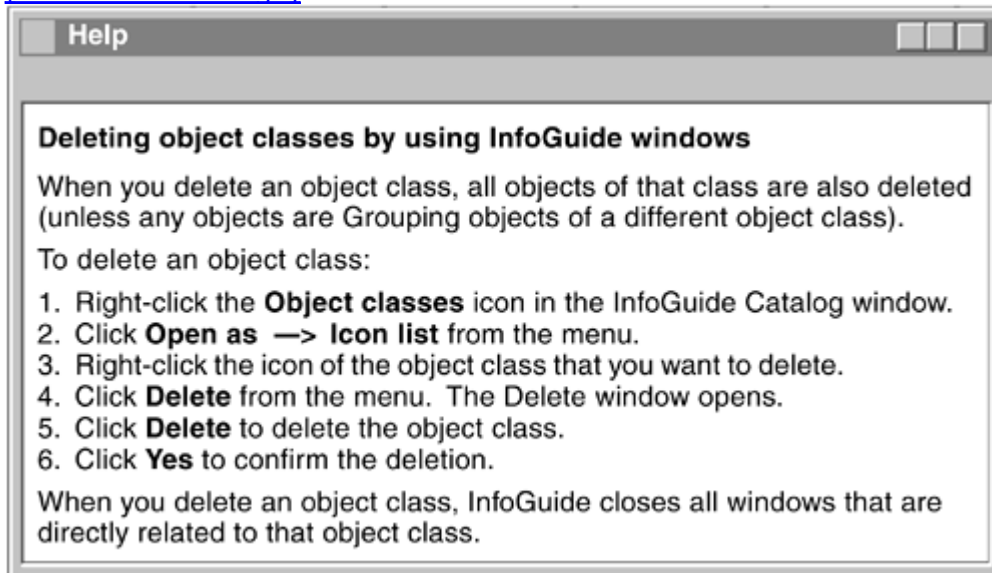 Help
Deleting object classes by using InfoGuide windows
When you delete an object class, all objects of that class are also deleted
(unless any objects are Grouping objects of a different object class).
To delete an object class:
1. Right-click the Object classes icon in the InfoGuide Catalog window.
2. Click Open as —> Icon list from the menu.
3. Right-click the icon of the object class that you want to delete.
4. Click Delete from the menu. The Delete window opens.
5. Click Delete to delete the object class.
6. Click Yes to confirm the deletion.
When you delete an object class, InfoGuide closes all windows that are
directly related to that object class.